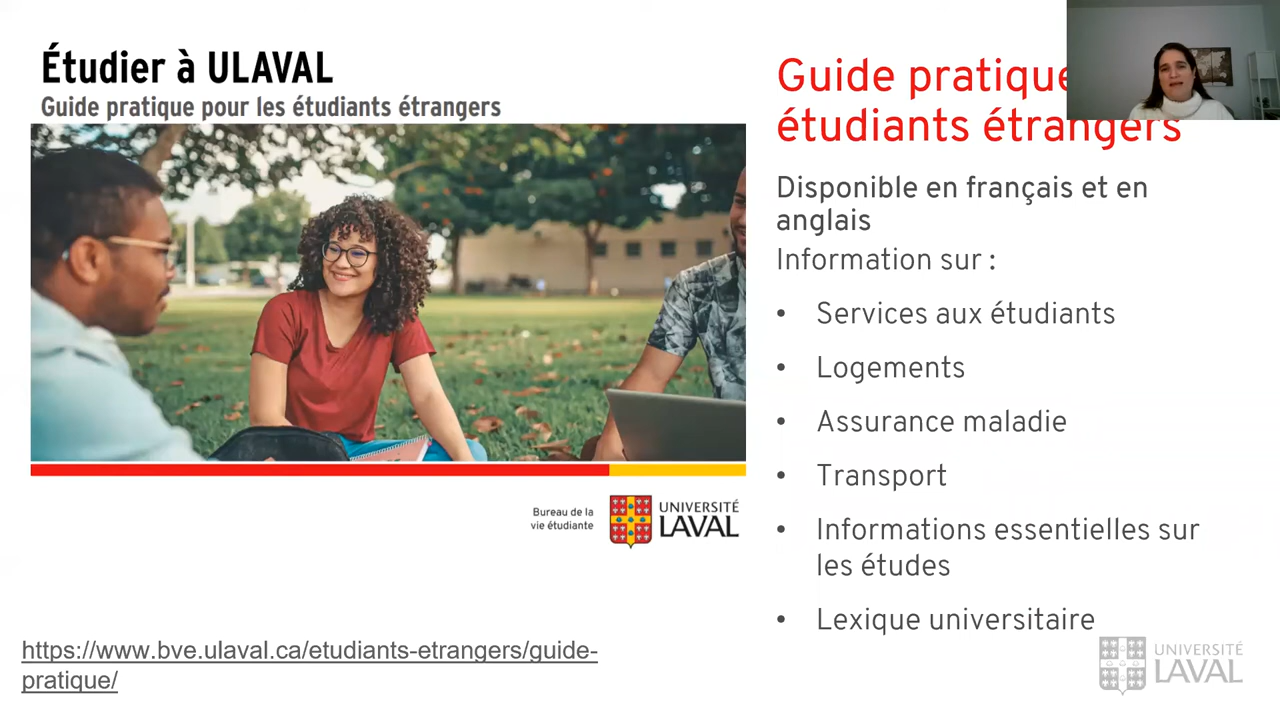 Étudier à ULAVAL
Guide pratique pour les étudiants étrangers
Bureau de la
vie étudiante
UNIVERSITÉ
LAVAL
https://www.bve.ulaval.ca/etudiants-etrangers/guide-
pratique/
Guide pratique
étudiants étrangers
Disponible en français et en
anglais
Information sur :
• Services aux étudiants
• Logements
• Assurance maladie
• Transport
• Informations essentielles sur
les études
• Lexique universitaire
UNIVERSITÉ
LAVAL